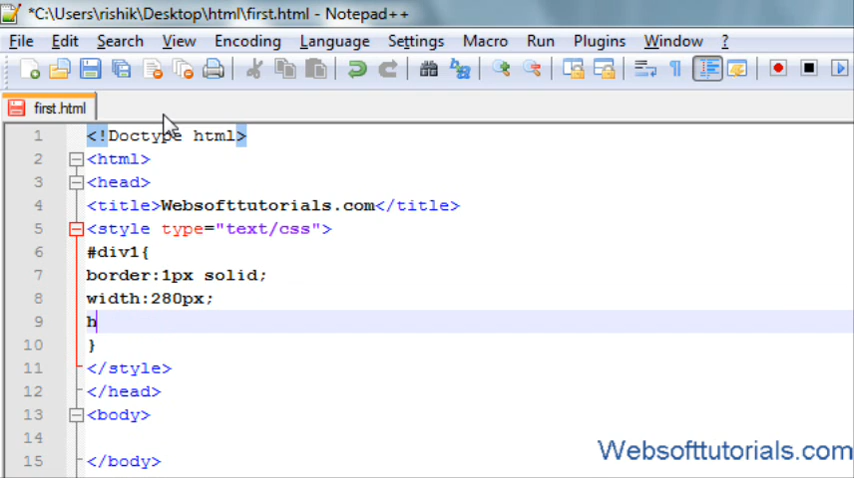 *C:\Users\rishik\Desktop\html\first.html - Notepad++
File Edit Search View Encoding Language Settings Macro Run Plugins Window ?
first.html
1 <!Doctype html>
2 <html>
3 <head>
4 <title>Websofttutorials.com</title>
5 <style type="text/css">
6 #div1{
7 border:1px solid;
8 width:280px;
9 h
10 }
11 </style>
12 </head>
13 <body>
14
15 </body>
Websofttutorials.com